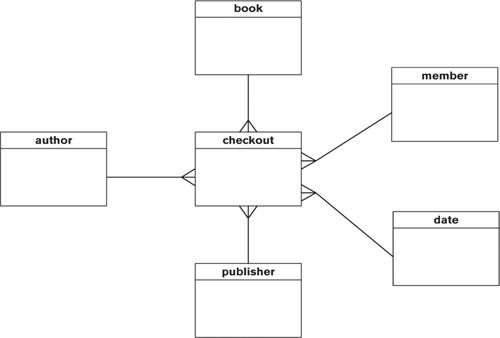 book
member
author
checkout
date
publisher